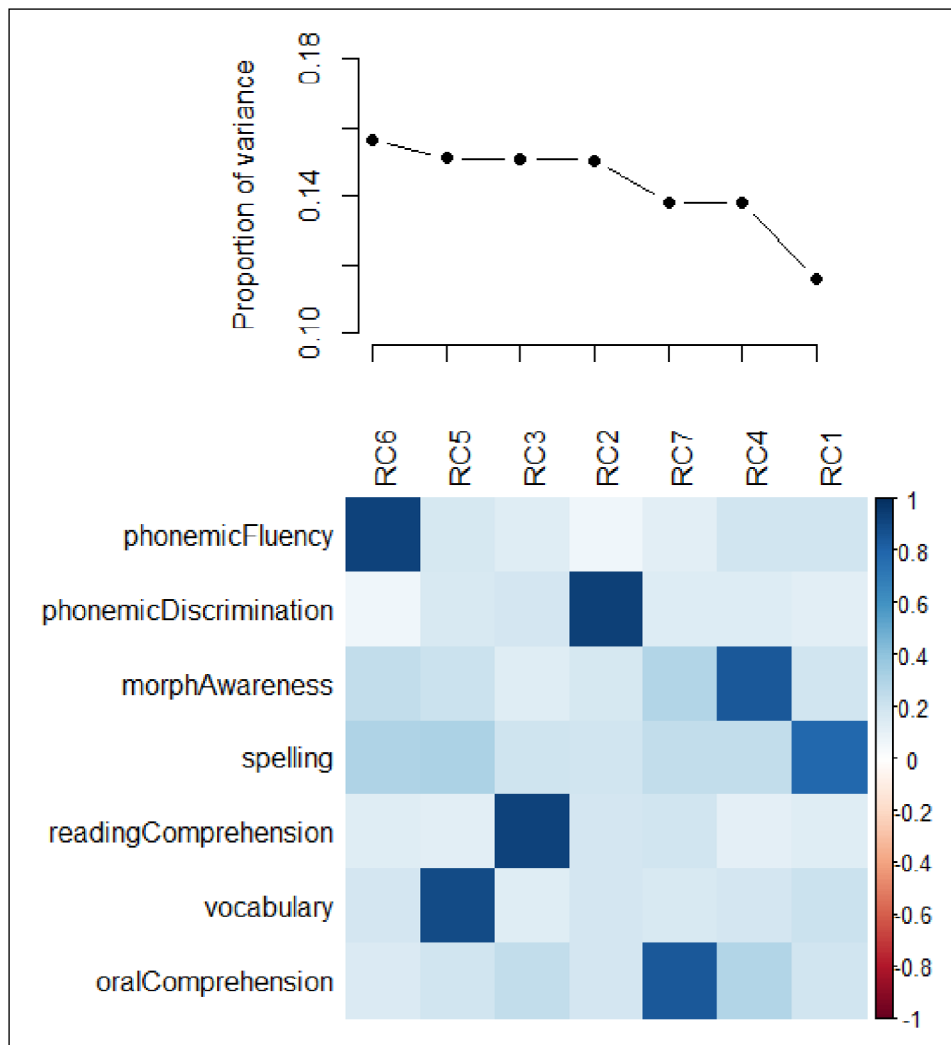 Proportion of variance
0.18
0.14
0.10
RC6 RC5 RC3 RC2 RC7 RC4 RC1
phonemicFluency
phonemicDiscrimination
morphAwareness
spelling
readingComprehension
vocabulary
oralComprehension
1
0.8
0.6
0.4
0.2
0
-0.2
-0.4
-0.6
-0.8
-1